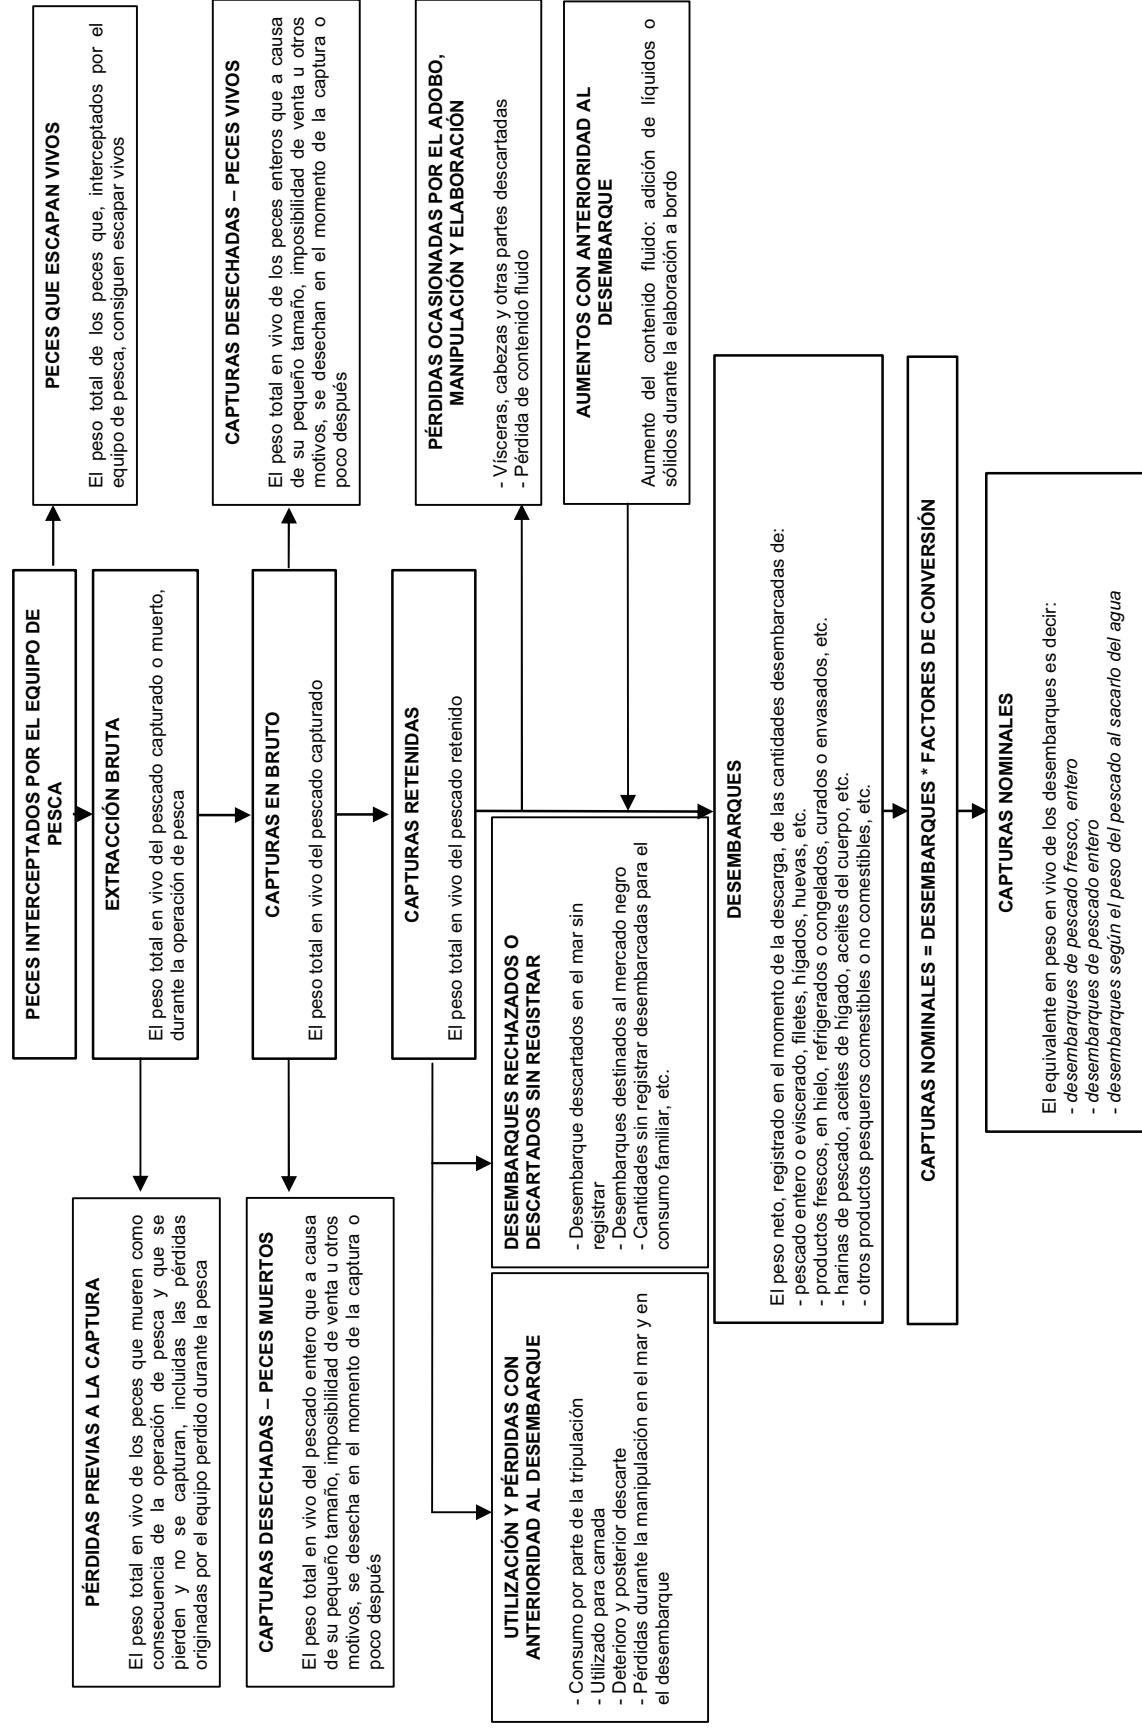 PECES INTERCEPTADOS POR EL EQUIPO DE
PESCA
PECES QUE ESCAPAN VIVOS
El peso total de los peces que, interceptados por el
equipo de pesca, consiguen escapar vivos
EXTRACCIÓN BRUTA
El peso total en vivo del pescado capturado o muerto,
durante la operación de pesca
PÉRDIDAS PREVIAS A LA CAPTURA
El peso total en vivo de los peces que mueren como
consecuencia de la operación de pesca y que se
pierden y no se capturan, incluidas las pérdidas
originadas por el equipo perdido durante la pesca
CAPTURAS EN BRUTO
El peso total en vivo del pescado capturado
CAPTURAS DESECHADAS – PECES VIVOS
El peso total en vivo de los peces enteros que a causa
de su pequeño tamaño, imposibilidad de venta u otros
motivos, se desechan en el momento de la captura o
poco después
CAPTURAS DESECHADAS – PECES MUERTOS
El peso total en vivo del pescado entero que a causa
de su pequeño tamaño, imposibilidad de venta u otros
motivos, se desecha en el momento de la captura o
poco después
CAPTURAS RETENIDAS
El peso total en vivo del pescado retenido
PÉRDIDAS OCASIONADAS POR EL ADOBO,
MANIPULACIÓN Y ELABORACIÓN
- Vísceras, cabezas y otras partes descartadas
- Pérdida de contenido fluido
UTILIZACIÓN Y PÉRDIDAS CON
ANTERIORIDAD AL DESEMBARQUE
- Consumo por parte de la tripulación
- Utilizado para carnada
- Deterioro y posterior descarte
- Pérdidas durante la manipulación en el mar y en
el desembarque
DESEMBARQUES RECHAZADOS O
DESCARTADOS SIN REGISTRAR
- Desembarque descartados en el mar sin
registrar
- Desembarques destinados al mercado negro
- Cantidades sin registrar desembarcadas para el
consumo familiar, etc.
AUMENTOS CON ANTERIORIDAD AL
DESEMBARQUE
Aumento del contenido fluido: adición de líquidos o
sólidos durante la elaboración a bordo
DESEMBARQUES
El peso neto, registrado en el momento de la descarga, de las cantidades desembarcadas de:
- pescado entero o eviscerado, filetes, hígados, huevas, etc.
- productos frescos, en hielo, refrigerados o congelados, curados o envasados, etc.
- harinas de pescado, aceites de hígado, aceites del cuerpo, etc.
- otros productos pesqueros comestibles o no comestibles, etc.
CAPTURAS NOMINALES = DESEMBARQUES * FACTORES DE CONVERSIÓN
CAPTURAS NOMINALES
El equivalente en peso en vivo de los desembarques es decir:
- desembarques de pescado fresco, entero
- desembarques de pescado entero
- desembarques según el peso del pescado al sacarlo del agua